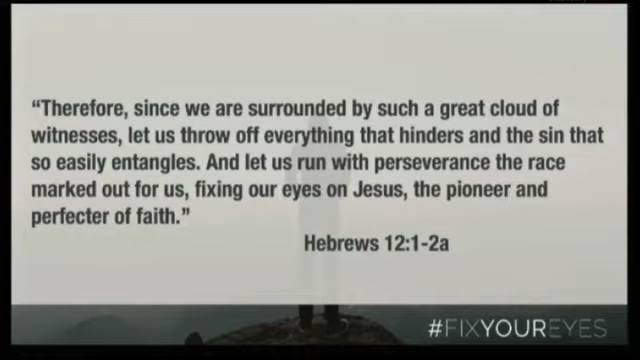 “Therefore, since we are surrounded by such a great cloud of
witnesses, let us throw off everything that hinders and the sin that
so easily entangles. And let us run with perseverance the race
marked out for us, fixing our eyes on Jesus, the pioneer and
perfecter of faith.”
Hebrews 12:1-2a
#FIXYOUREYES